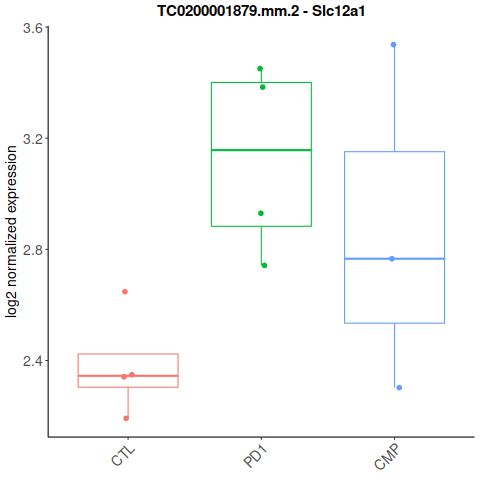 TC0200001879.mm.2 - Slc12a1
log2 normalized expression
3.6
3.2
2.8
2.4
CTL
PD1
CMP